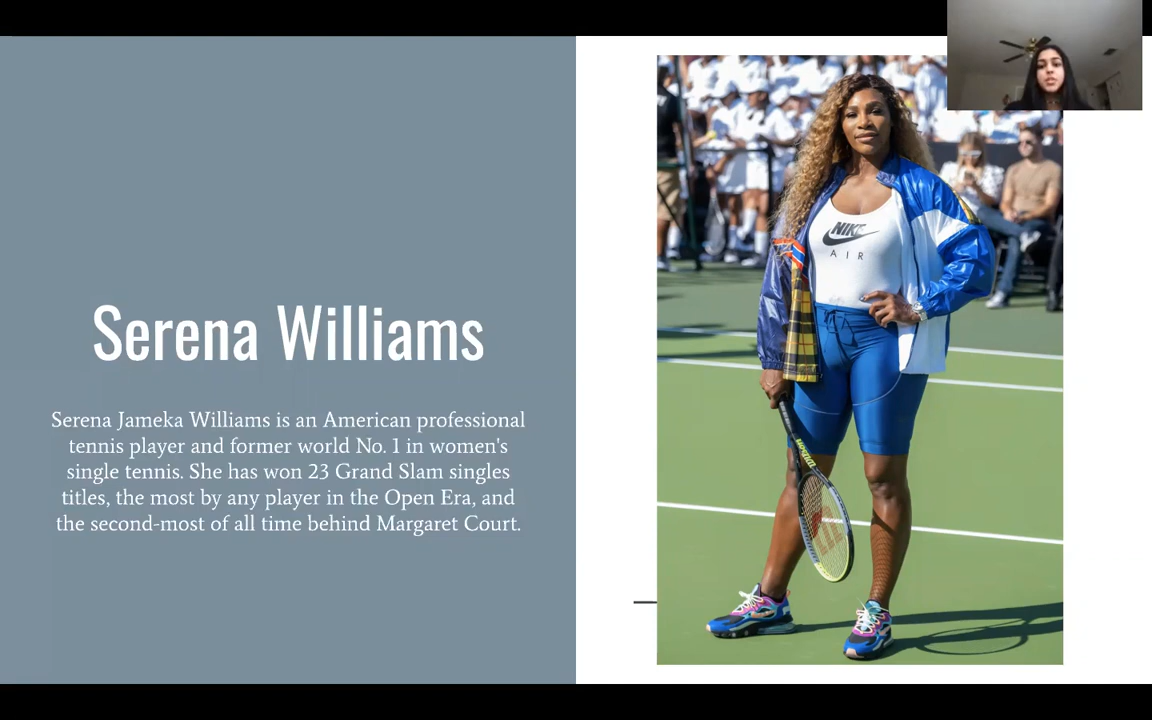 Serena Williams
Serena Jameka Williams is an American professional
tennis player and former world No. 1 in women's
single tennis. She has won 23 Grand Slam singles
titles, the most by any player in the Open Era, and
the second-most of all time behind Margaret Court.
NIKE
AIR
Wilson